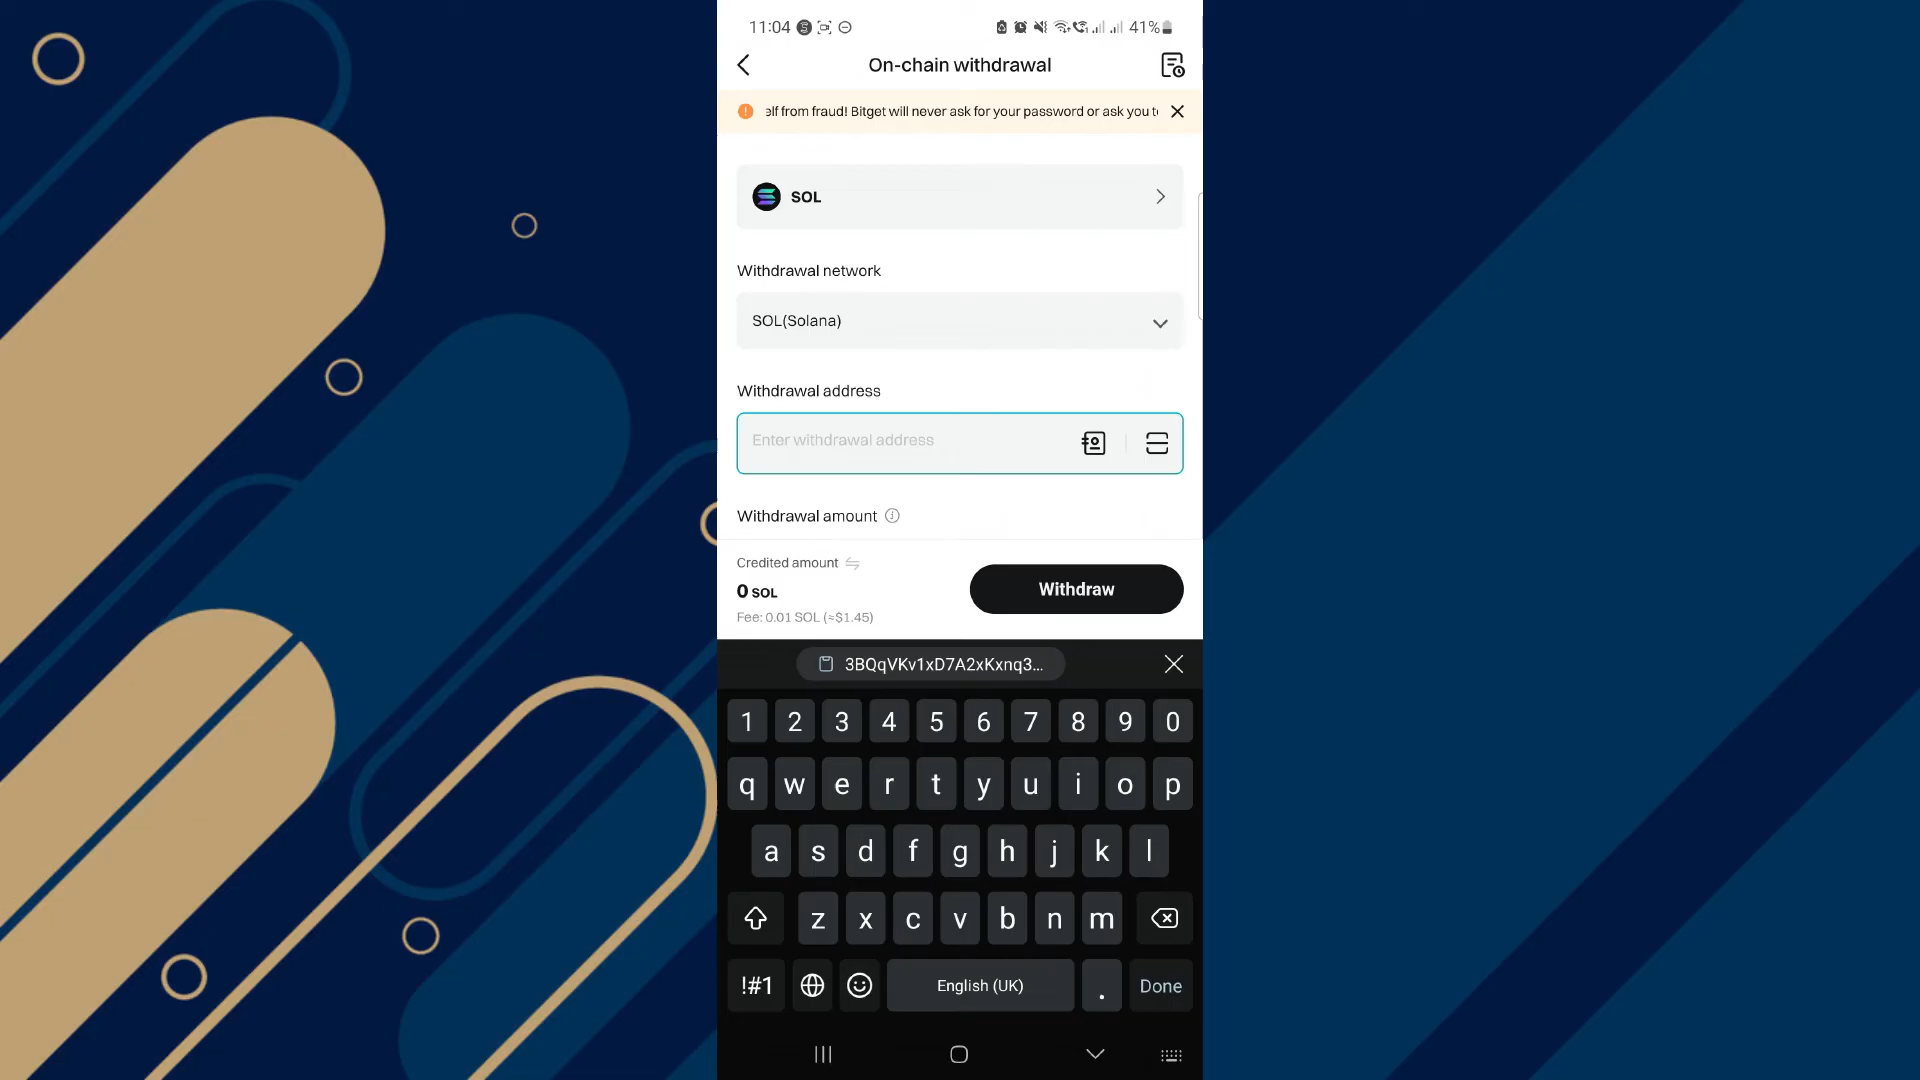 11:04 41%
On-chain withdrawal
elf from fraud! Bitget will never ask for your password or ask you t
SOL
Withdrawal network
SOL(Solana)
Withdrawal address
Enter withdrawal address
Withdrawal amount
Credited amount
0 SOL
Fee: 0.01 SOL (≈$1.45)
Withdraw
3BQqVKv1xD7A2xKxnq3...
1 2 3 4 5 6 7 8 9 0
q w e r t y u i o p
a s d f g h j k l
z x c v b n m
!#1 English (UK) . Done